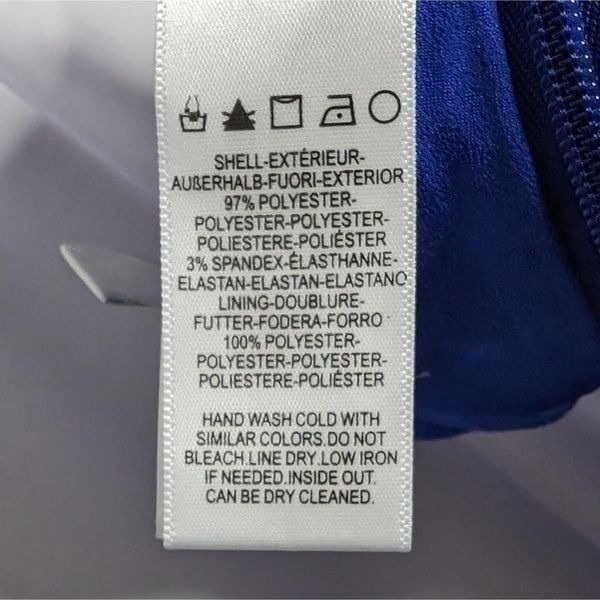 SHELL-EXTÉRIEUR-
AUßERHALB-FUORI-EXTERIOR
97% POLYESTER-
POLYESTER-POLYESTER-
POLIESTERE-POLIÉSTER
3% SPANDEX-ÉLASTHANNE-
ELASTAN-ELASTAN-ELASTANO
LINING-DOUBLURE-
FUTTER-FODERA-FORRO
100% POLYESTER-
POLYESTER-POLYESTER-
POLIESTERE-POLIÉSTER
HAND WASH COLD WITH
SIMILAR COLORS.DO NOT
BLEACH.LINE DRY.LOW IRON
IF NEEDED.INSIDE OUT.
CAN BE DRY CLEANED.